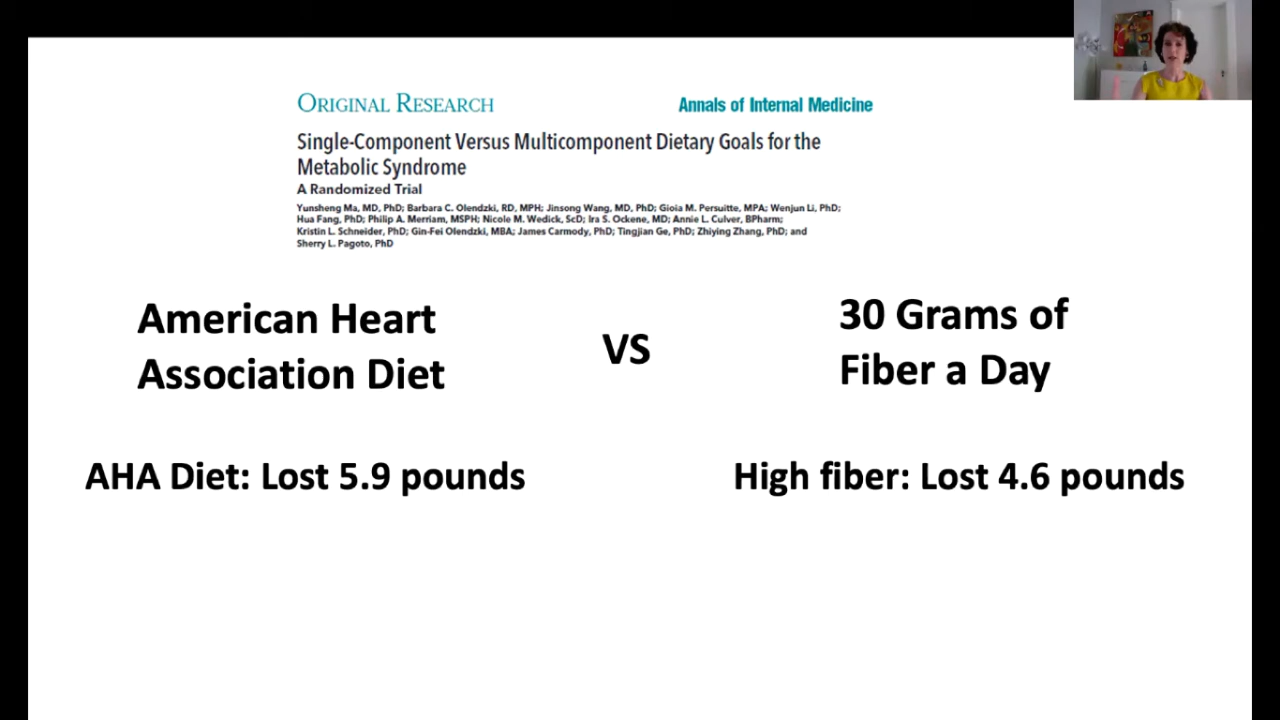 ORIGINAL RESEARCH
Annals of Internal Medicine
Single-Component Versus Multicomponent Dietary Goals for the
Metabolic Syndrome
A Randomized Trial
Yunsheng Ma, MD, PhD; Barbara C. Olendzki, RD, MPH; Jinsong Wang, MD, PhD; Gioia M. Persuitte, MPA; Wenjun Li, PhD;
Hua Fang, PhD; Philip A. Merriam, MSPH; Nicole M. Wedick, ScD; Ira S. Ockene, MD; Annie L. Culver, BPharm;
Kristin L. Schneider, PhD; Gin-Fei Olendzki, MBA; James Carmody, PhD; Tingjian Ge, PhD; Zhiying Zhang, PhD; and
Sherry L. Pagoto, PhD
American Heart
Association Diet
VS
30 Grams of
Fiber a Day
AHA Diet: Lost 5.9 pounds
High fiber: Lost 4.6 pounds